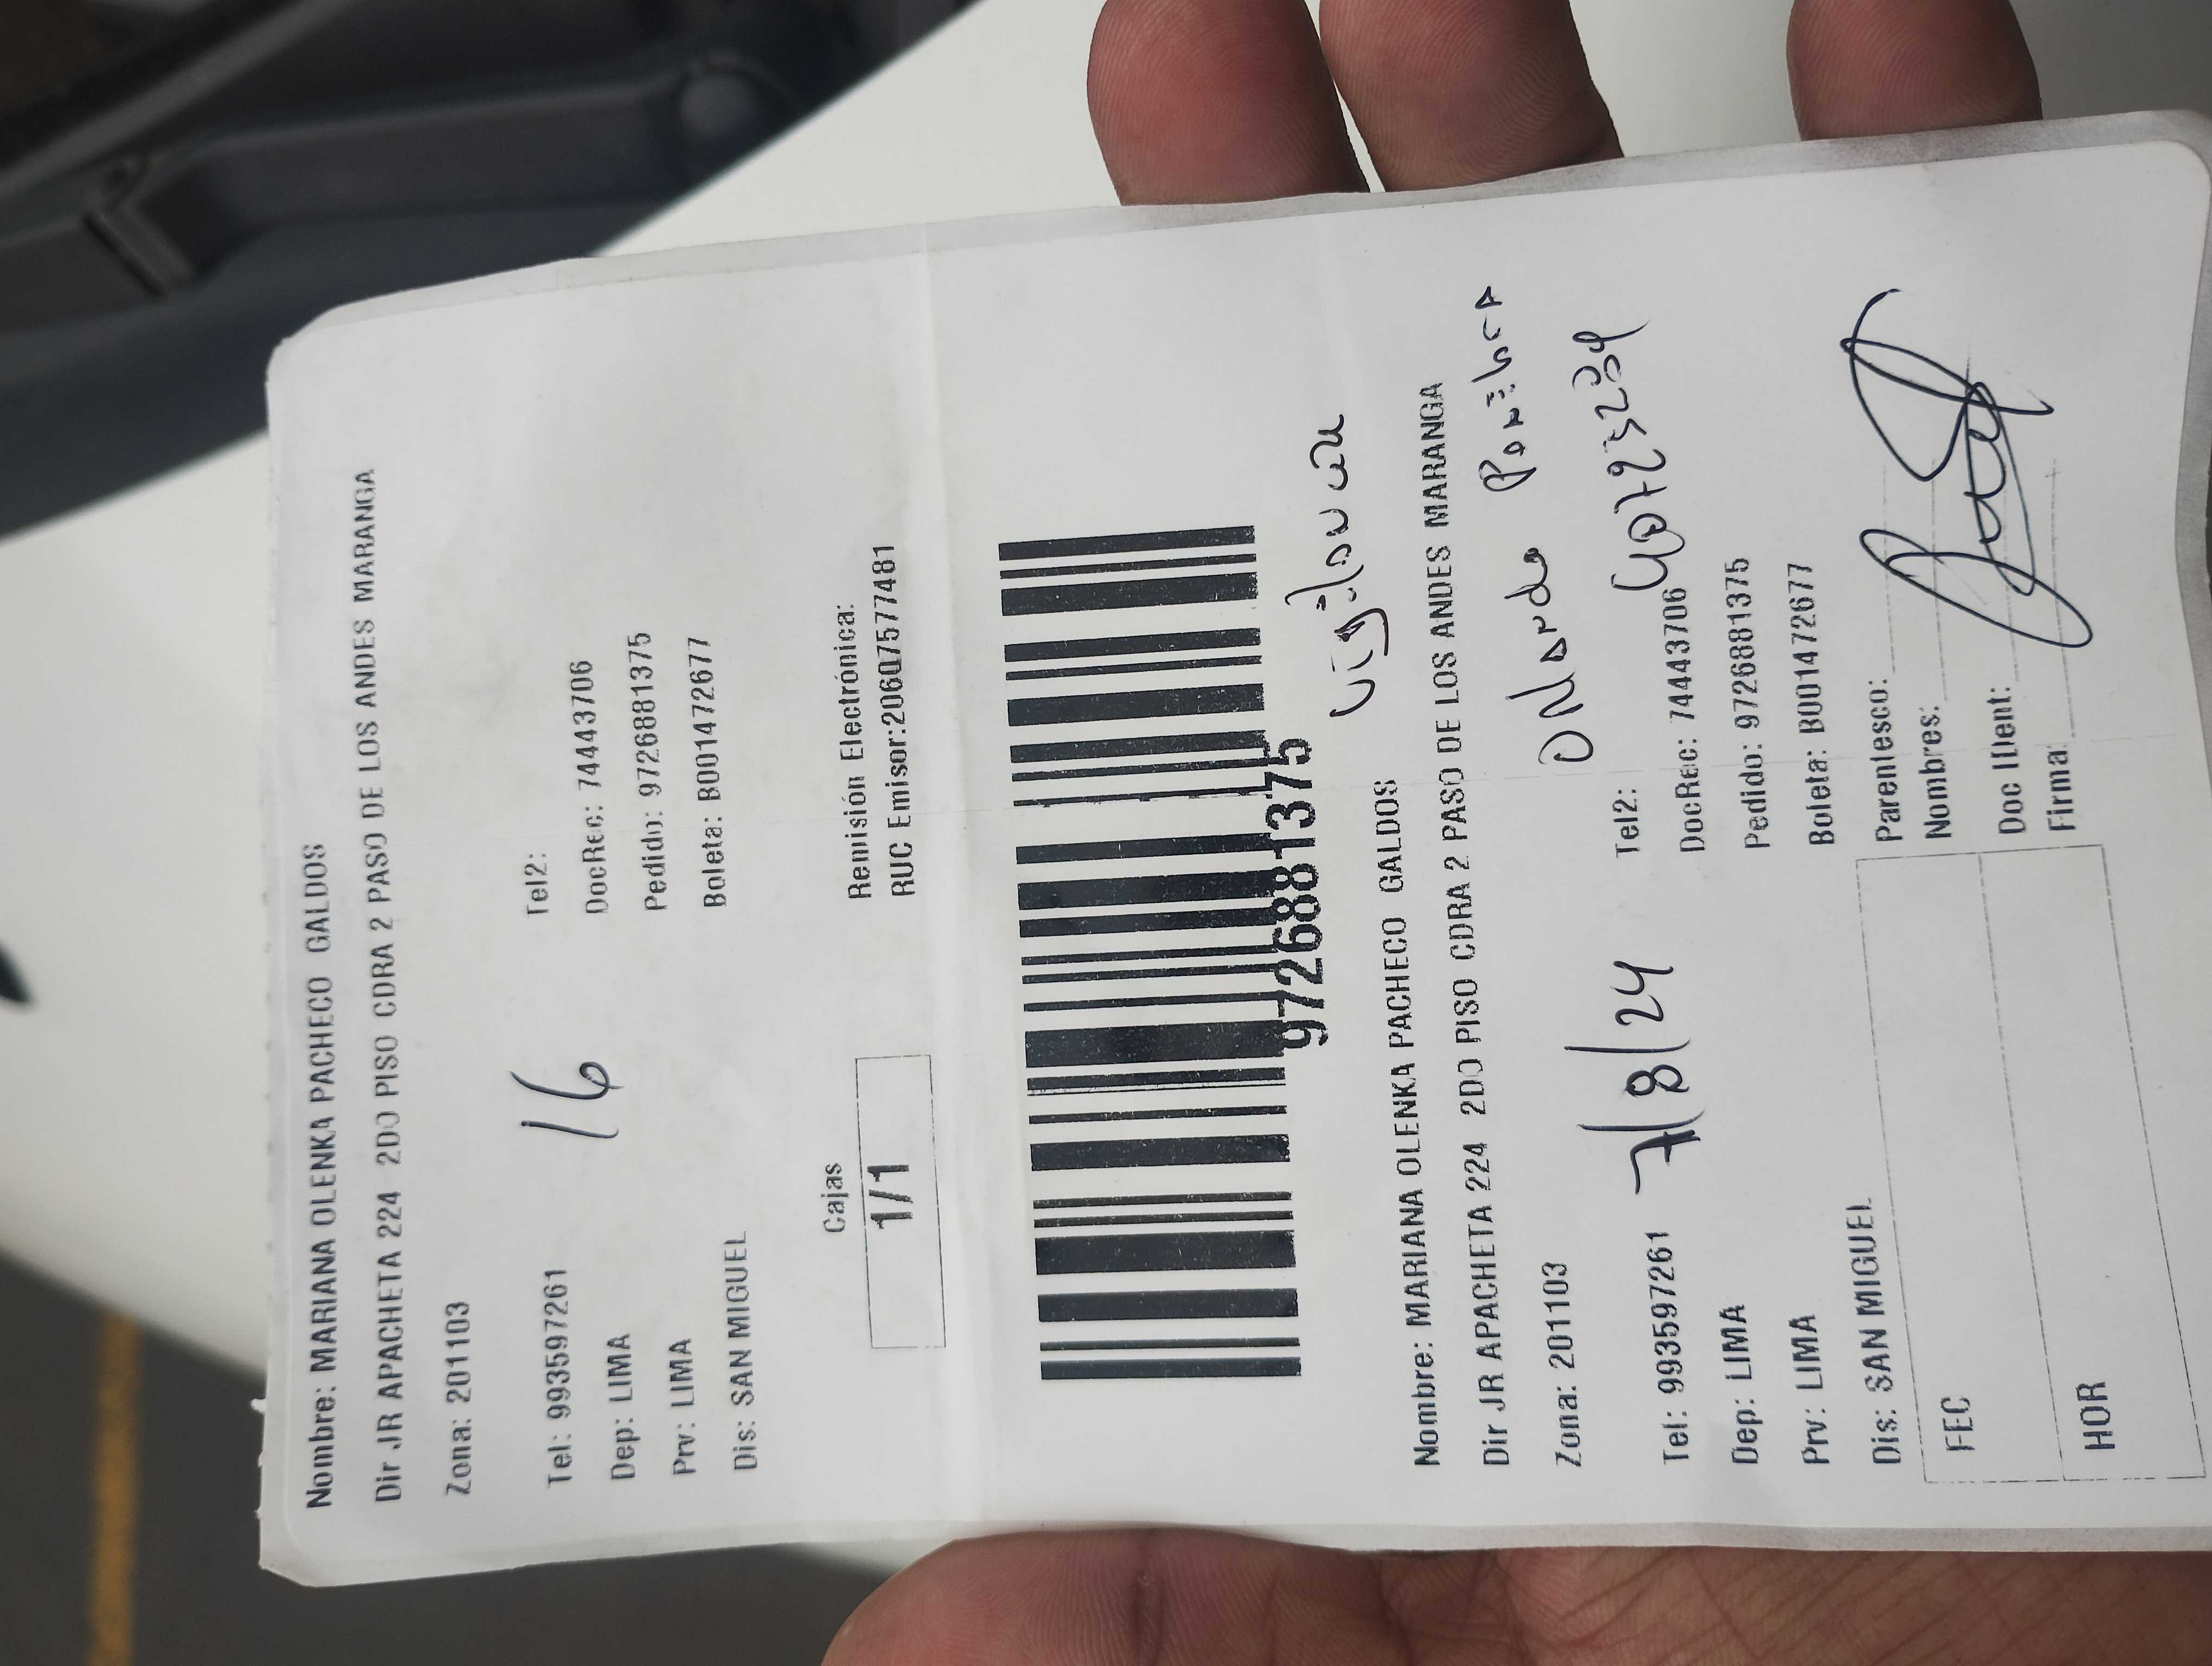 Nombre: MARIANA OLENKA PACHECO GALDOS
Dir JR APACHETA 224 2DO PISO CDRA 2 PASO DE LOS ANDES MARANGA
Zona: 201103
16
Tel: 993597261 Tel2:
Dep: LIMA DocRec: 74443706
Prv: LIMA Pedido: 9726881375
Dis: SAN MIGUEL Boleta: B001472677
Cajas Remisión Electrónica:
1/1 RUC Emisor:20607577481
9726881375
Vigilancia
Nombre: MARIANA OLENKA PACHECO GALDOS
Dir JR APACHETA 224 2DO PISO CDRA 2 PASO DE LOS ANDES MARANGA
Zona: 201103
7/8/24
Tel: 993597261 Tel2:
Dep: LIMA DocRec: 74443706
Prv: LIMA Pedido: 9726881375
Dis: SAN MIGUEL Boleta: B001472677
FEC Parentesco:
Nombres:
HOR Doc IDent:
Firma: